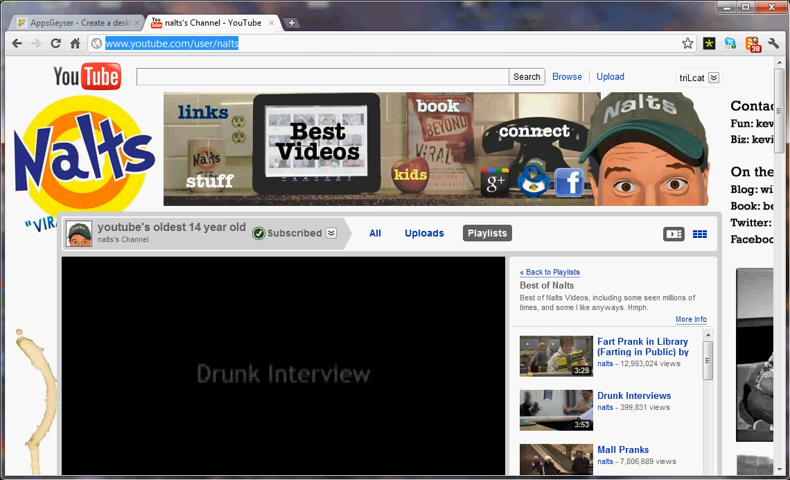 AppsGeyser - Create a desk
nalts's Channel - YouTube
www.youtube.com/user/nalts
YouTube
Search
Browse
Upload
triLcat
Nalts
"VIR
links
Best
Videos
book
BEYOND
VIRAL
connect
stuff
Nalts
kids
g+
f
Nalts
Contac
Fun: kev
Biz: kevi
On the
Blog: wi
Book: be
Twitter:
Faceboo
youtube's oldest 14 year old
nalts's Channel
Subscribed
All
Uploads
Playlists
Drunk Interview
« Back to Playlists
Best of Nalts
Best of Nalts Videos, including some seen millions of
times, and some I like anyways. Hmph.
More Info
Fart Prank in Library
(Farting in Public) by
nalts - 12,993,024 views
3:29
Drunk Interviews
nalts - 399,831 views
3:53
Mall Pranks
nalts - 7,806,689 views